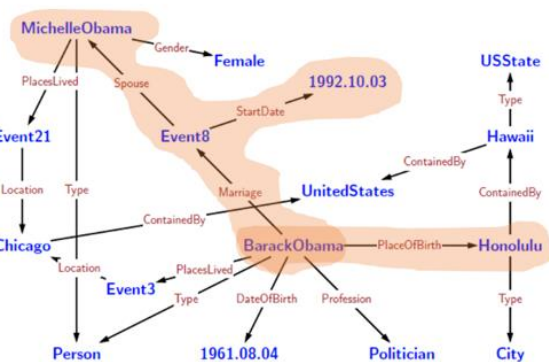 MichelleObama
Gender
Female
1992.10.03
USState
PlacesLived
Spouse
StartDate
Type
Event21
Event8
Hawaii
ContainedBy
Location
Type
Marriage
UnitedStates
ContainedBy
ContainedBy
Chicago
BarackObama
PlaceOfBirth
Honolulu
Location
PlacesLived
Event3
Type
DateOfBirth
Profession
Type
Person
1961.08.04
Politician
City